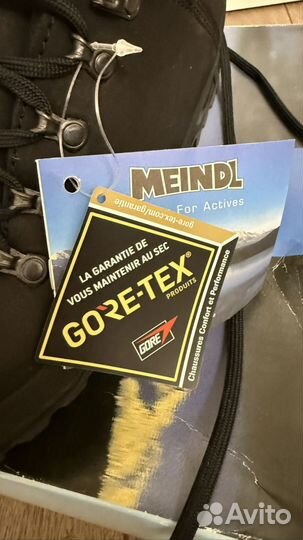 MEINDL
For Actives
gore-tex.com/garantie
LA GARANTIE DE
VOUS MAINTENIR AU SEC
GORE-TEX®
PRODUITS
GORE
Chaussures Confort et Performance
Avito